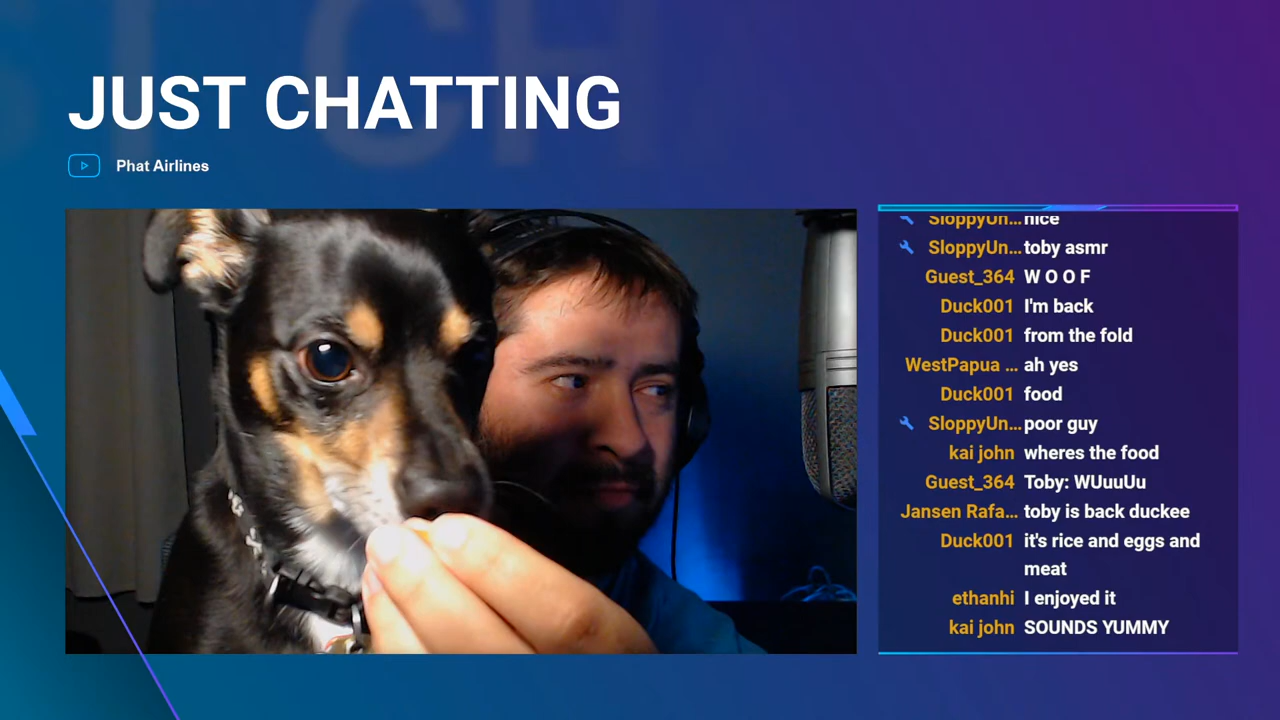 JUST CHATTING
Phat Airlines
SloppyUn... nice
SloppyUn... toby asmr
Guest_364 W O O F
Duck001 I'm back
Duck001 from the fold
WestPapua ... ah yes
Duck001 food
SloppyUn... poor guy
kai john wheres the food
Guest_364 Toby: WUuuUu
Jansen Rafa... toby is back duckee
Duck001 it's rice and eggs and
meat
ethanhi I enjoyed it
kai john SOUNDS YUMMY